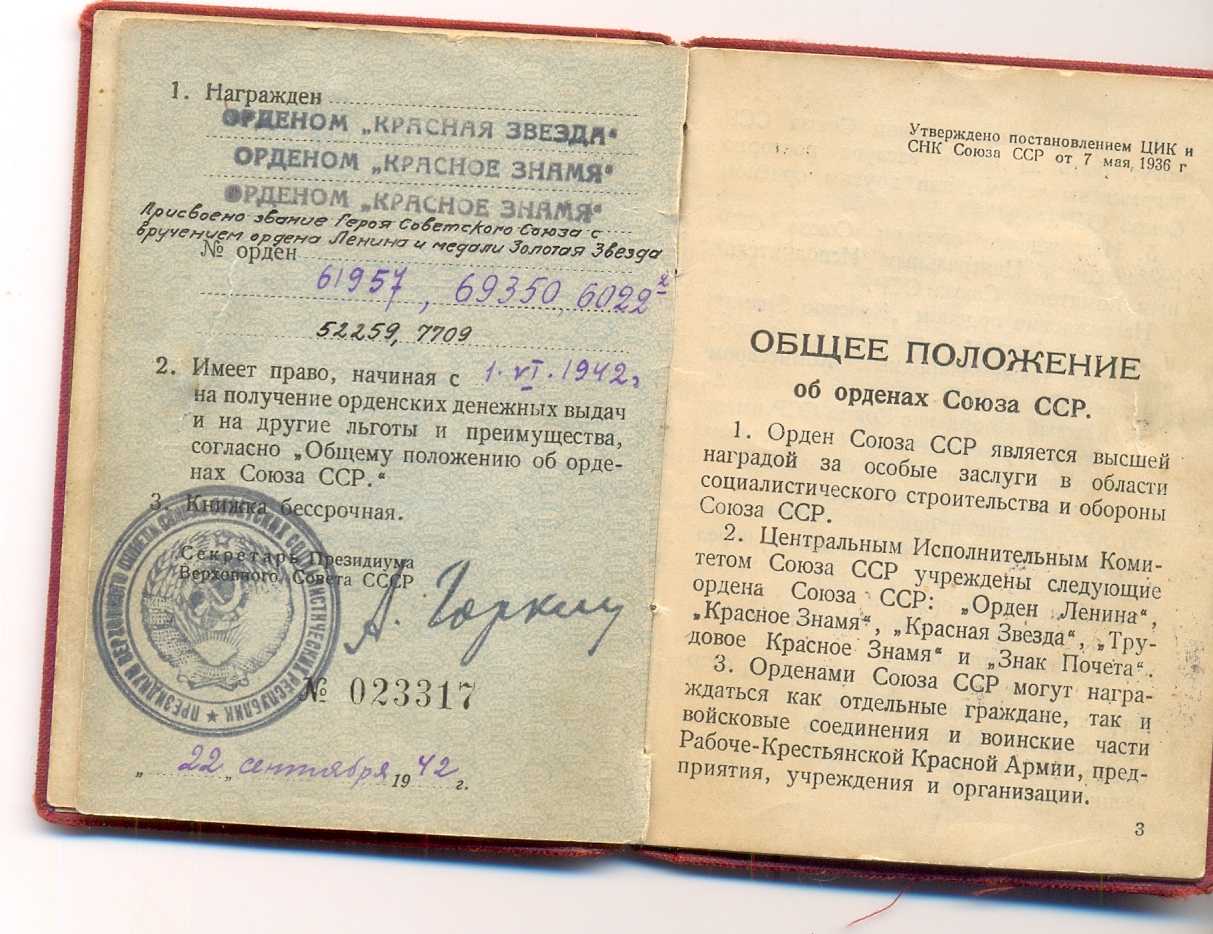 1. Награжден
ОРДЕНОМ „КРАСНАЯ ЗВЕЗДА"
ОРДЕНОМ „КРАСНОЕ ЗНАМЯ"
ОРДЕНОМ „КРАСНОЕ ЗНАМЯ"
Присвоено звание Героя Советского Союза с
вручением ордена Ленина и медали Золотая Звезда
№ орден
61957, 69350, 6022²
52259, 7709
2. Имеет право, начиная с 1.VI.1942г
на получение орденских денежных выдач
и на другие льготы и преимущества,
согласно „Общему положению об орде-
нах Союза ССР."
3. Книжка бессрочная.
Секретарь Президиума
Верховного Совета СССР
А. Горкин
№ 023317
„22„ сентября 1942 г.
Утверждено постановлением ЦИК и
СНК Союза ССР от 7 мая 1936 г
ОБЩЕЕ ПОЛОЖЕНИЕ
об орденах Союза ССР.
1. Орден Союза ССР является высшей
наградой за особые заслуги в области
социалистического строительства и обороны
Союза ССР.
2. Центральным Исполнительным Коми-
тетом Союза ССР учреждены следующие
ордена Союза ССР: „Орден Ленина",
„Красное Знамя", „Красная Звезда", „Тру-
довое Красное Знамя" и „Знак Почета".
3. Орденами Союза ССР могут награ-
ждаться как отдельные граждане, так и
войсковые соединения и воинские части
Рабоче-Крестьянской Красной Армии, пред-
приятия, учреждения и организации.
3